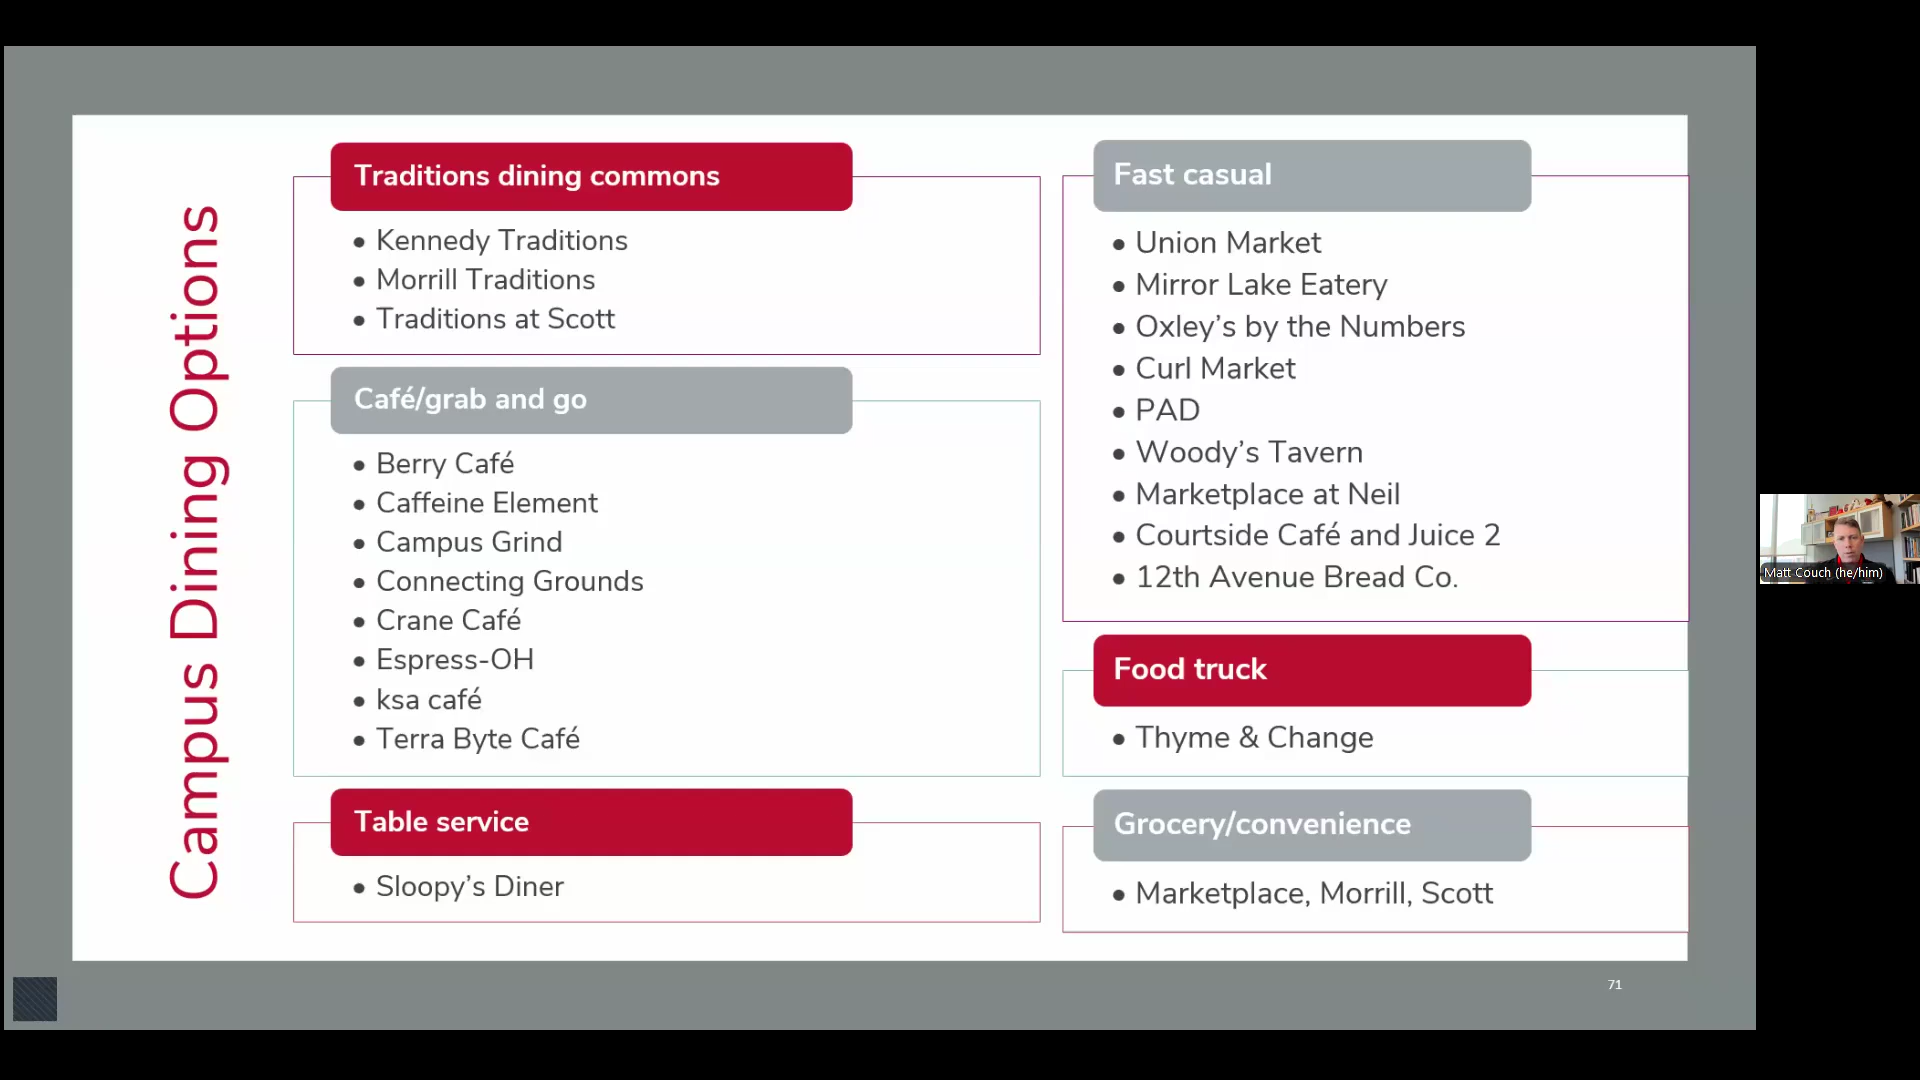 Campus Dining Options
Traditions dining commons
• Kennedy Traditions
• Morrill Traditions
• Traditions at Scott
Café/grab and go
• Berry Café
• Caffeine Element
• Campus Grind
• Connecting Grounds
• Crane Café
• Espress-OH
• ksa café
• Terra Byte Café
Table service
• Sloopy’s Diner
Fast casual
• Union Market
• Mirror Lake Eatery
• Oxley’s by the Numbers
• Curl Market
• PAD
• Woody’s Tavern
• Marketplace at Neil
• Courtside Café and Juice 2
• 12th Avenue Bread Co.
Food truck
• Thyme & Change
Grocery/convenience
• Marketplace, Morrill, Scott
71
Matt Couch (he/him)